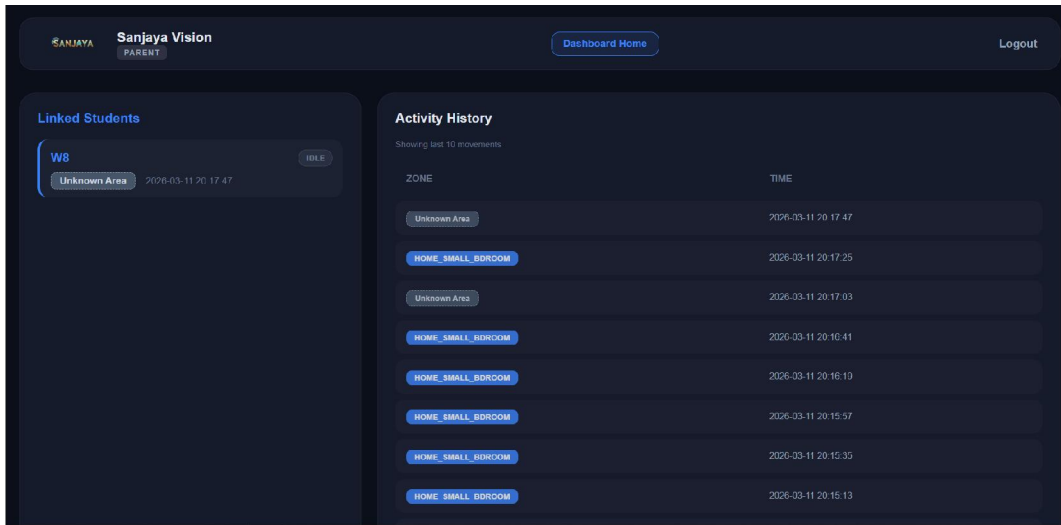 SANJAYA
Sanjaya Vision
PARENT
Dashboard Home
Logout
Linked Students
W8
IDLE
Unknown Area 2026-03-11 20:17:47
Activity History
Showing last 10 movements
ZONE TIME
Unknown Area 2026-03-11 20:17:47
HOME_SMALL_BDROOM 2026-03-11 20:17:25
Unknown Area 2026-03-11 20:17:03
HOME_SMALL_BDROOM 2026-03-11 20:16:41
HOME_SMALL_BDROOM 2026-03-11 20:16:19
HOME_SMALL_BDROOM 2026-03-11 20:15:57
HOME_SMALL_BDROOM 2026-03-11 20:15:35
HOME_SMALL_BDROOM 2026-03-11 20:15:13